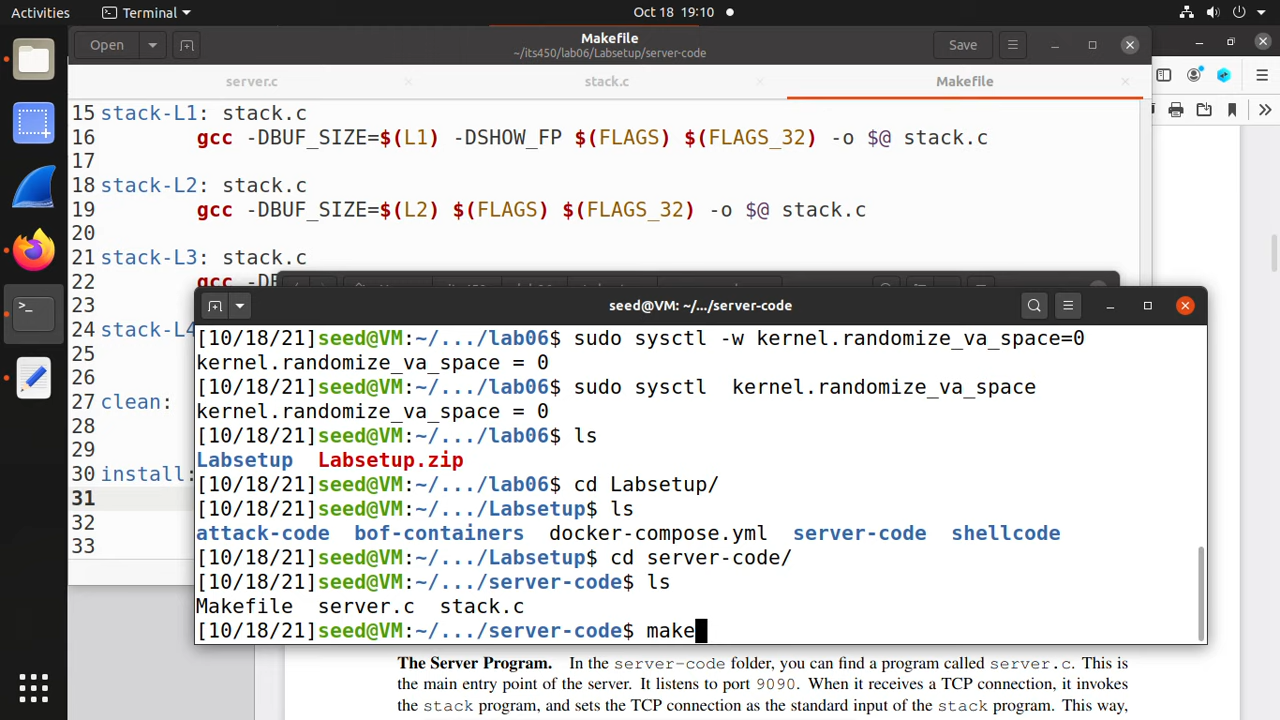 Activities
Terminal
Oct 18 19:10
Open
Makefile
~/its450/lab06/Labsetup/server-code
Save
server.c
stack.c
Makefile
15 stack-L1: stack.c
16 gcc -DBUF_SIZE=$(L1) -DSHOW_FP $(FLAGS) $(FLAGS_32) -o $@ stack.c
17
18 stack-L2: stack.c
19 gcc -DBUF_SIZE=$(L2) $(FLAGS) $(FLAGS_32) -o $@ stack.c
20
21 stack-L3: stack.c
22 gcc -DB
23
24 stack-L4
25
26
27 clean:
28
29
30 install:
31
32
33
seed@VM: ~/.../server-code
[10/18/21]seed@VM:~/.../lab06$ sudo sysctl -w kernel.randomize_va_space=0
kernel.randomize_va_space = 0
[10/18/21]seed@VM:~/.../lab06$ sudo sysctl  kernel.randomize_va_space
kernel.randomize_va_space = 0
[10/18/21]seed@VM:~/.../lab06$ ls
Labsetup  Labsetup.zip
[10/18/21]seed@VM:~/.../lab06$ cd Labsetup/
[10/18/21]seed@VM:~/.../Labsetup$ ls
attack-code  bof-containers  docker-compose.yml  server-code  shellcode
[10/18/21]seed@VM:~/.../Labsetup$ cd server-code/
[10/18/21]seed@VM:~/.../server-code$ ls
Makefile  server.c  stack.c
[10/18/21]seed@VM:~/.../server-code$ make
The Server Program. In the server-code folder, you can find a program called server.c. This is
the main entry point of the server. It listens to port 9090. When it receives a TCP connection, it invokes
the stack program, and sets the TCP connection as the standard input of the stack program. This way,